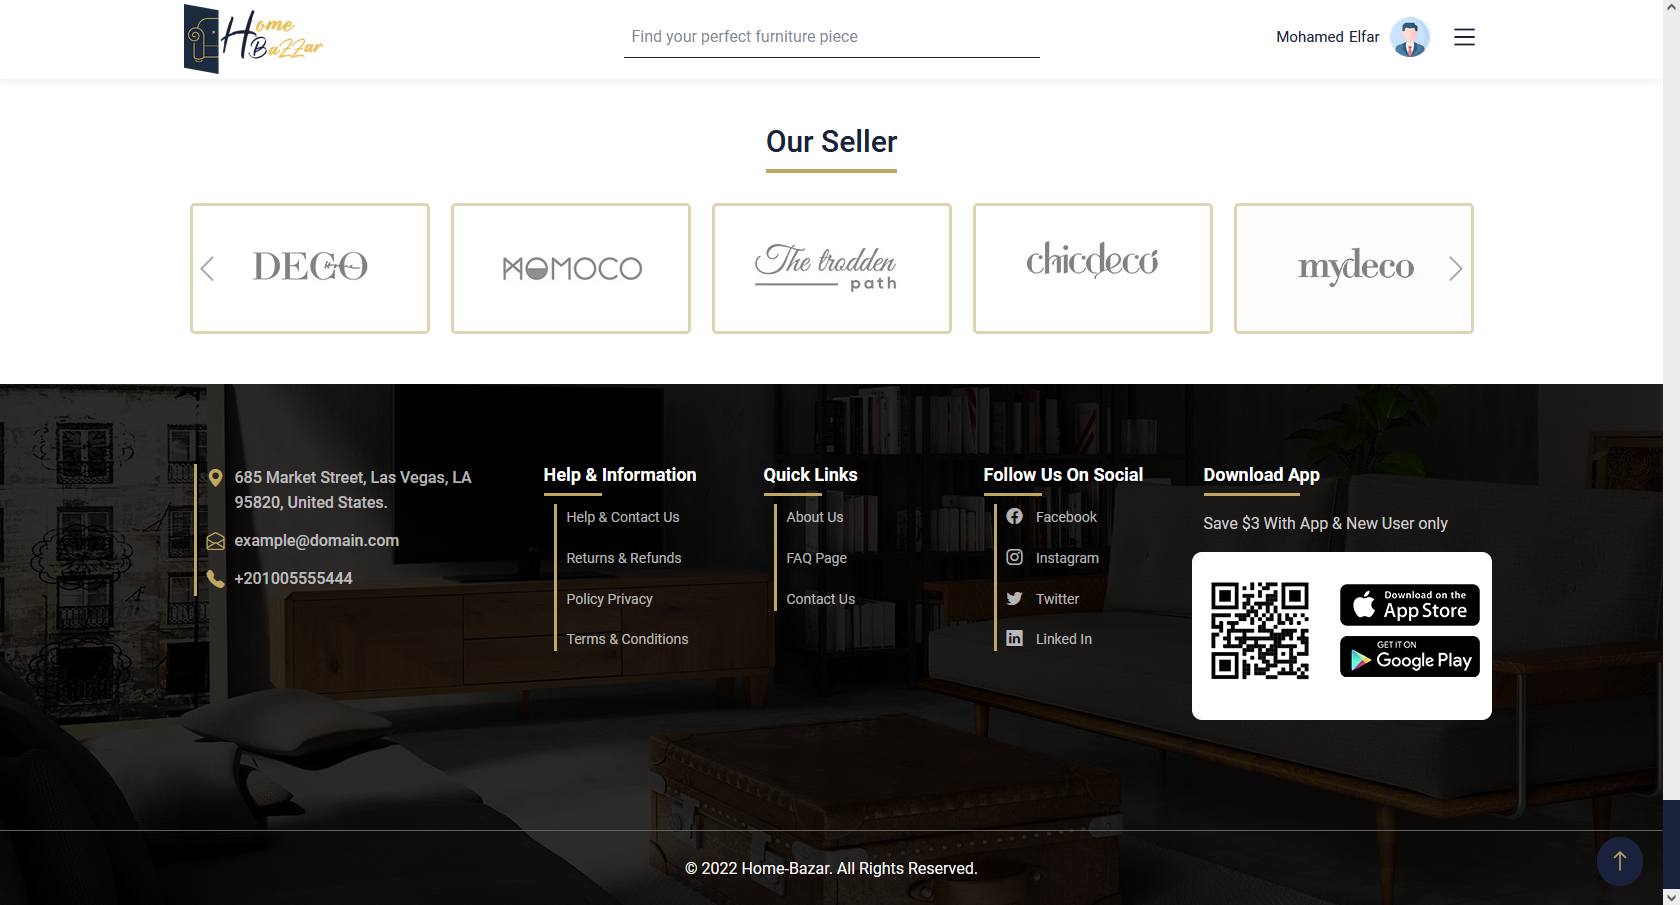 Home
BaZZar
Find your perfect furniture piece
Mohamed Elfar
Our Seller
DECO
Home
MOMOCO
The trodden
path
chicdeco
mydeco
685 Market Street, Las Vegas, LA
95820, United States.
example@domain.com
+201005555444
Help & Information
Help & Contact Us
Returns & Refunds
Policy Privacy
Terms & Conditions
Quick Links
About Us
FAQ Page
Contact Us
Follow Us On Social
Facebook
Instagram
Twitter
Linked In
Download App
Save $3 With App & New User only
Download on the
App Store
GET IT ON
Google Play
© 2022 Home-Bazar. All Rights Reserved.